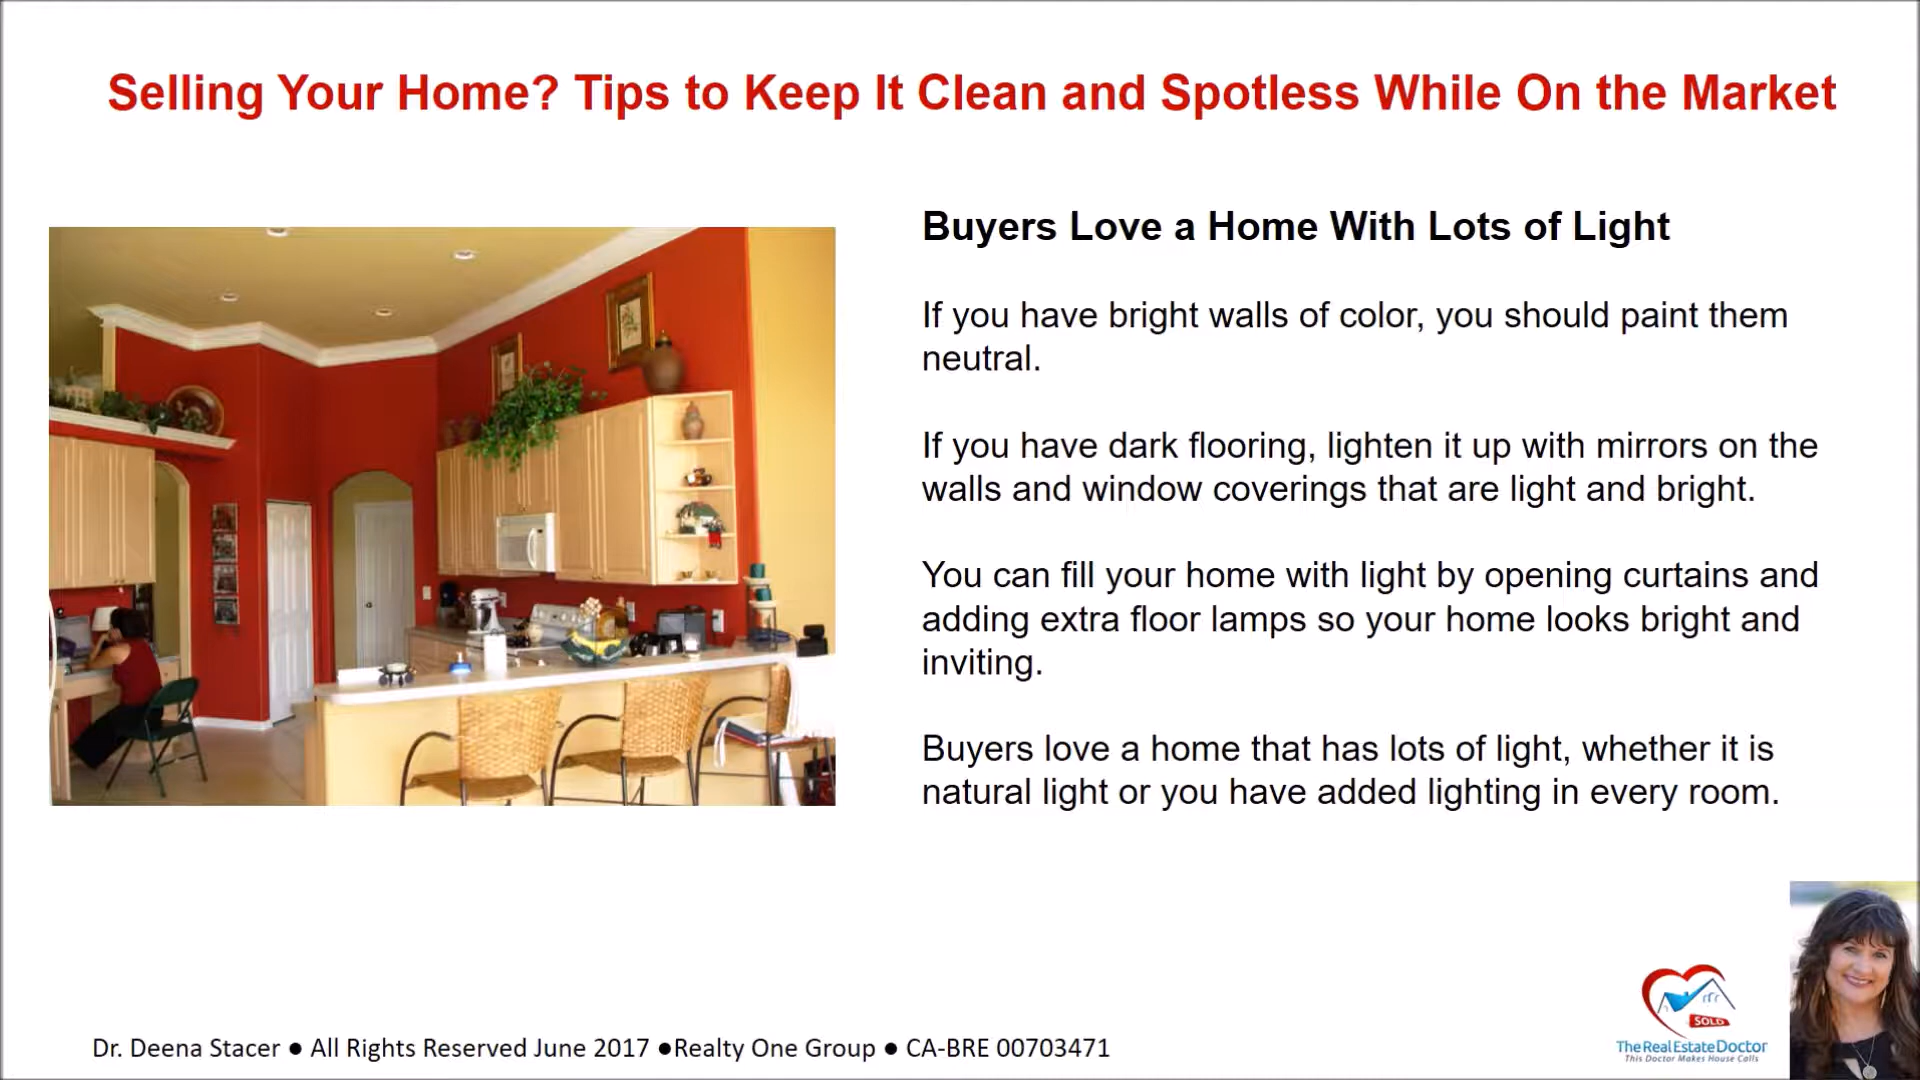 Selling Your Home? Tips to Keep It Clean and Spotless While On the Market
Buyers Love a Home With Lots of Light
If you have bright walls of color, you should paint them
neutral.
If you have dark flooring, lighten it up with mirrors on the
walls and window coverings that are light and bright.
You can fill your home with light by opening curtains and
adding extra floor lamps so your home looks bright and
inviting.
Buyers love a home that has lots of light, whether it is
natural light or you have added lighting in every room.
SOLD
The Real Estate Doctor
This Doctor Makes House Calls
Dr. Deena Stacer ● All Rights Reserved June 2017 ●Realty One Group ● CA-BRE 00703471